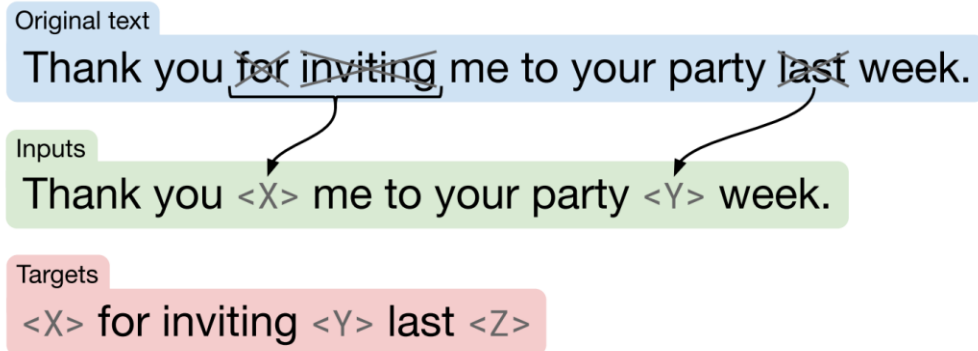 Original text
Thank you for inviting me to your party last week.
Inputs
Thank you <X> me to your party <Y> week.
Targets
<X> for inviting <Y> last <Z>